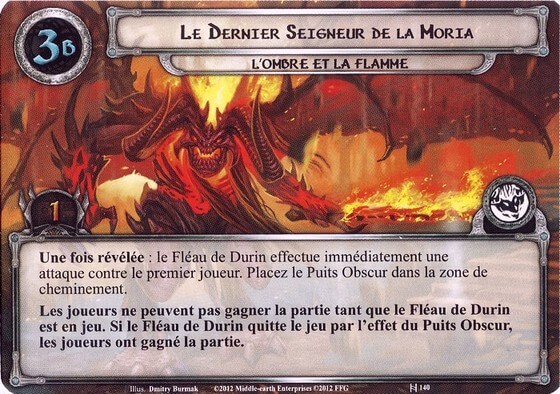 3B
LE DERNIER SEIGNEUR DE LA MORIA
L'OMBRE ET LA FLAMME
1
Une fois révélée : le Fléau de Durin effectue immédiatement une
attaque contre le premier joueur. Placez le Puits Obscur dans la zone
de cheminement.
Les joueurs ne peuvent pas gagner la partie tant que le Fléau de Durin
est en jeu. Si le Fléau de Durin quitte le jeu par l'effet du Puits Obscur,
les joueurs ont gagné la partie.
Illus. Dmitry Burmak ©2012 Middle-earth Enterprises ©2012 FFG 140